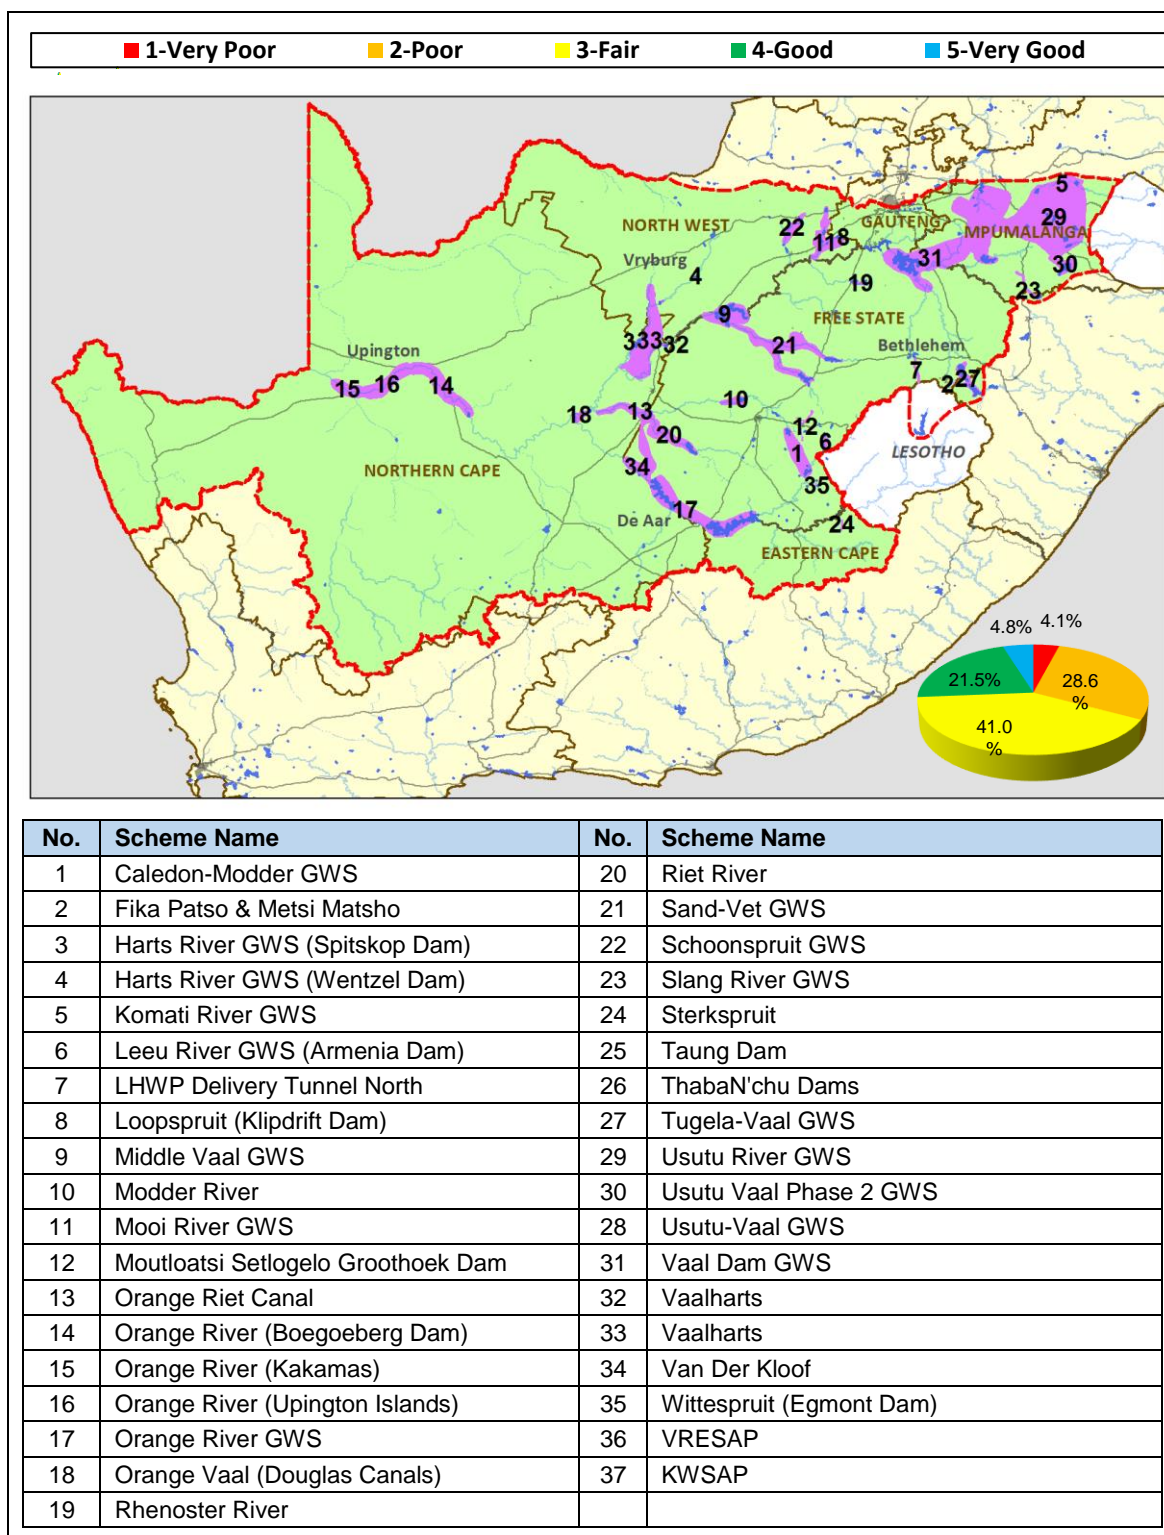 1-Very Poor 2-Poor 3-Fair 4-Good 5-Very Good
5
NORTH WEST 22 GAUTENG 29
11 8 MPUMALANGA
Vryburg 31 30
4 19 23
9 FREE STATE
3 33 32 21 Bethlehem
Upington 7
15 16 14 10 2 27
18 13 12
20 1 6 LESOTHO
NORTHERN CAPE 34 35
De Aar 17 24
EASTERN CAPE
4.8% 4.1%
21.5% 28.6
%
41.0
%
No. Scheme Name No. Scheme Name
1 Caledon-Modder GWS 20 Riet River
2 Fika Patso & Metsi Matsho 21 Sand-Vet GWS
3 Harts River GWS (Spitskop Dam) 22 Schoonspruit GWS
4 Harts River GWS (Wentzel Dam) 23 Slang River GWS
5 Komati River GWS 24 Sterkspruit
6 Leeu River GWS (Armenia Dam) 25 Taung Dam
7 LHWP Delivery Tunnel North 26 ThabaN'chu Dams
8 Loopspruit (Klipdrift Dam) 27 Tugela-Vaal GWS
9 Middle Vaal GWS 29 Usutu River GWS
10 Modder River 30 Usutu Vaal Phase 2 GWS
11 Mooi River GWS 28 Usutu-Vaal GWS
12 Moutloatsi Setlogelo Groothoek Dam 31 Vaal Dam GWS
13 Orange Riet Canal 32 Vaalharts
14 Orange River (Boegoeberg Dam) 33 Vaalharts
15 Orange River (Kakamas) 34 Van Der Kloof
16 Orange River (Upington Islands) 35 Wittespruit (Egmont Dam)
17 Orange River GWS 36 VRESAP
18 Orange Vaal (Douglas Canals) 37 KWSAP
19 Rhenoster River